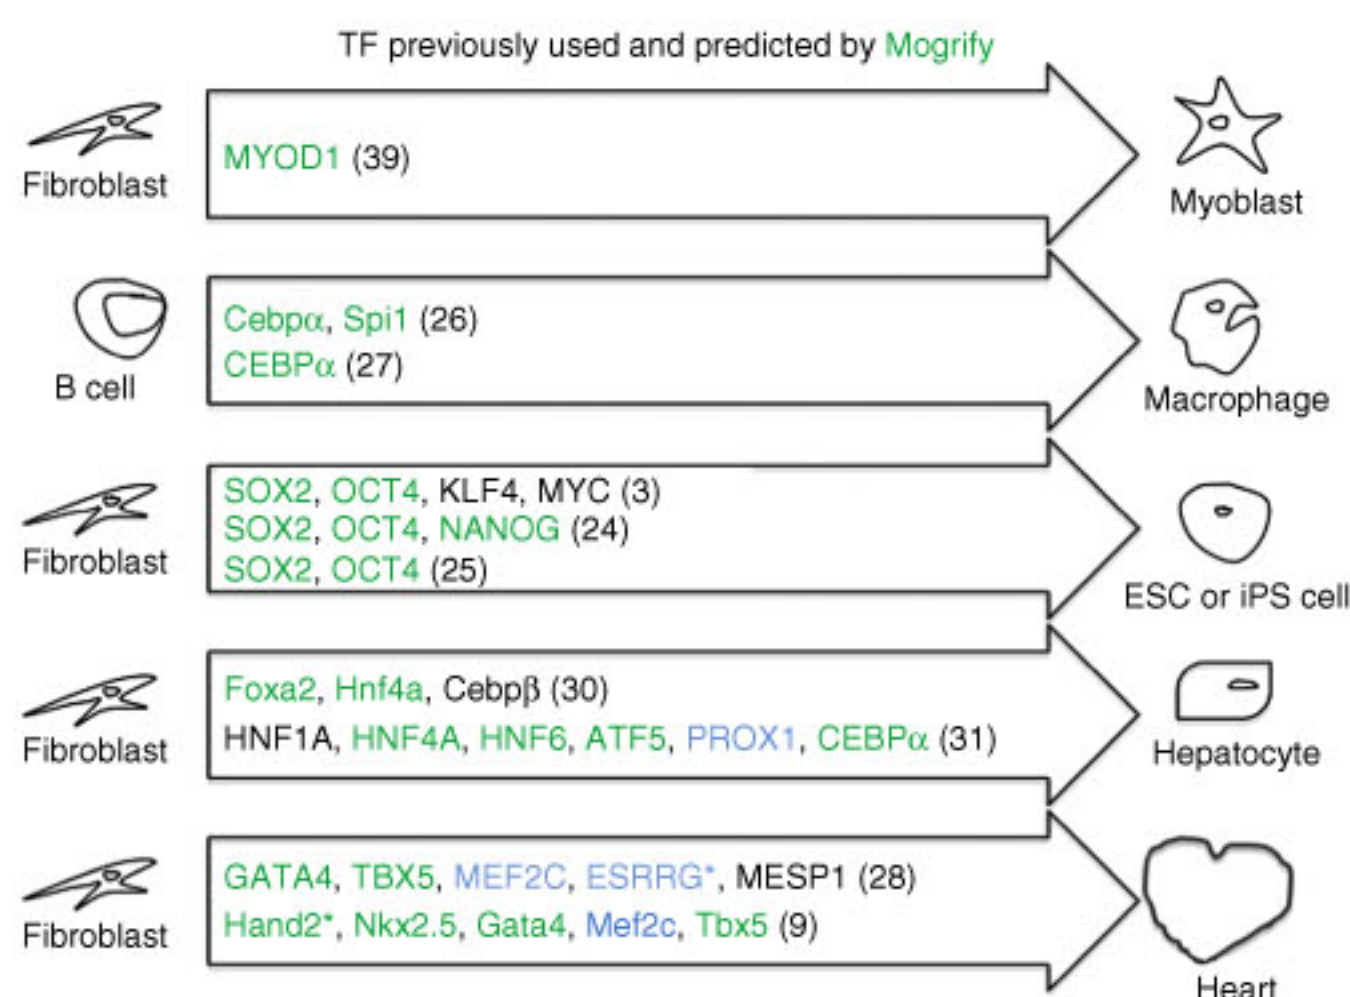 TF previously used and predicted by Mogrify
Fibroblast
MYOD1 (39)
Myoblast
B cell
Cebpα, Spi1 (26)
CEBPα (27)
Macrophage
Fibroblast
SOX2, OCT4, KLF4, MYC (3)
SOX2, OCT4, NANOG (24)
SOX2, OCT4 (25)
ESC or iPS cell
Fibroblast
Foxa2, Hnf4a, Cebpβ (30)
HNF1A, HNF4A, HNF6, ATF5, PROX1, CEBPα (31)
Hepatocyte
Fibroblast
GATA4, TBX5, MEF2C, ESRRG*, MESP1 (28)
Hand2*, Nkx2.5, Gata4, Mef2c, Tbx5 (9)
Heart